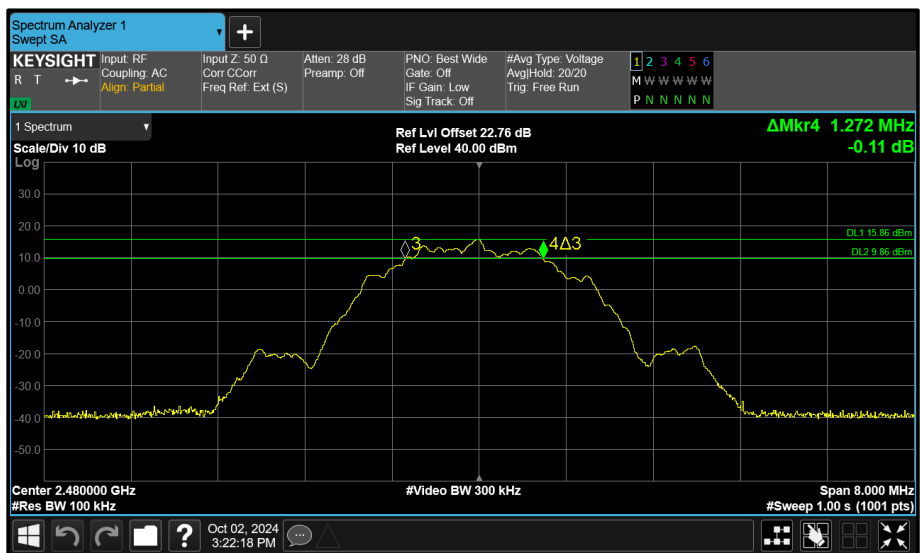 Spectrum Analyzer 1
Swept SA
KEYSIGHT
R T
LXI
Input: RF
Coupling: AC
Align: Partial
Input Z: 50 Ω
Corr CCorr
Freq Ref: Ext (S)
Atten: 28 dB
Preamp: Off
PNO: Best Wide
Gate: Off
IF Gain: Low
Sig Track: Off
#Avg Type: Voltage
Avg|Hold: 20/20
Trig: Free Run
1 2 3 4 5 6
M W W W W W
P N N N N N
1 Spectrum
Scale/Div 10 dB
Ref Lvl Offset 22.76 dB
Ref Level 40.00 dBm
ΔMkr4 1.272 MHz
-0.11 dB
Log
30.0
20.0
10.0
0.00
-10.0
-20.0
-30.0
-40.0
-50.0
3
4Δ3
DL1 15.86 dBm
DL2 9.86 dBm
Center 2.480000 GHz
#Res BW 100 kHz
#Video BW 300 kHz
Span 8.000 MHz
#Sweep 1.00 s (1001 pts)
?
Oct 02, 2024
3:22:18 PM